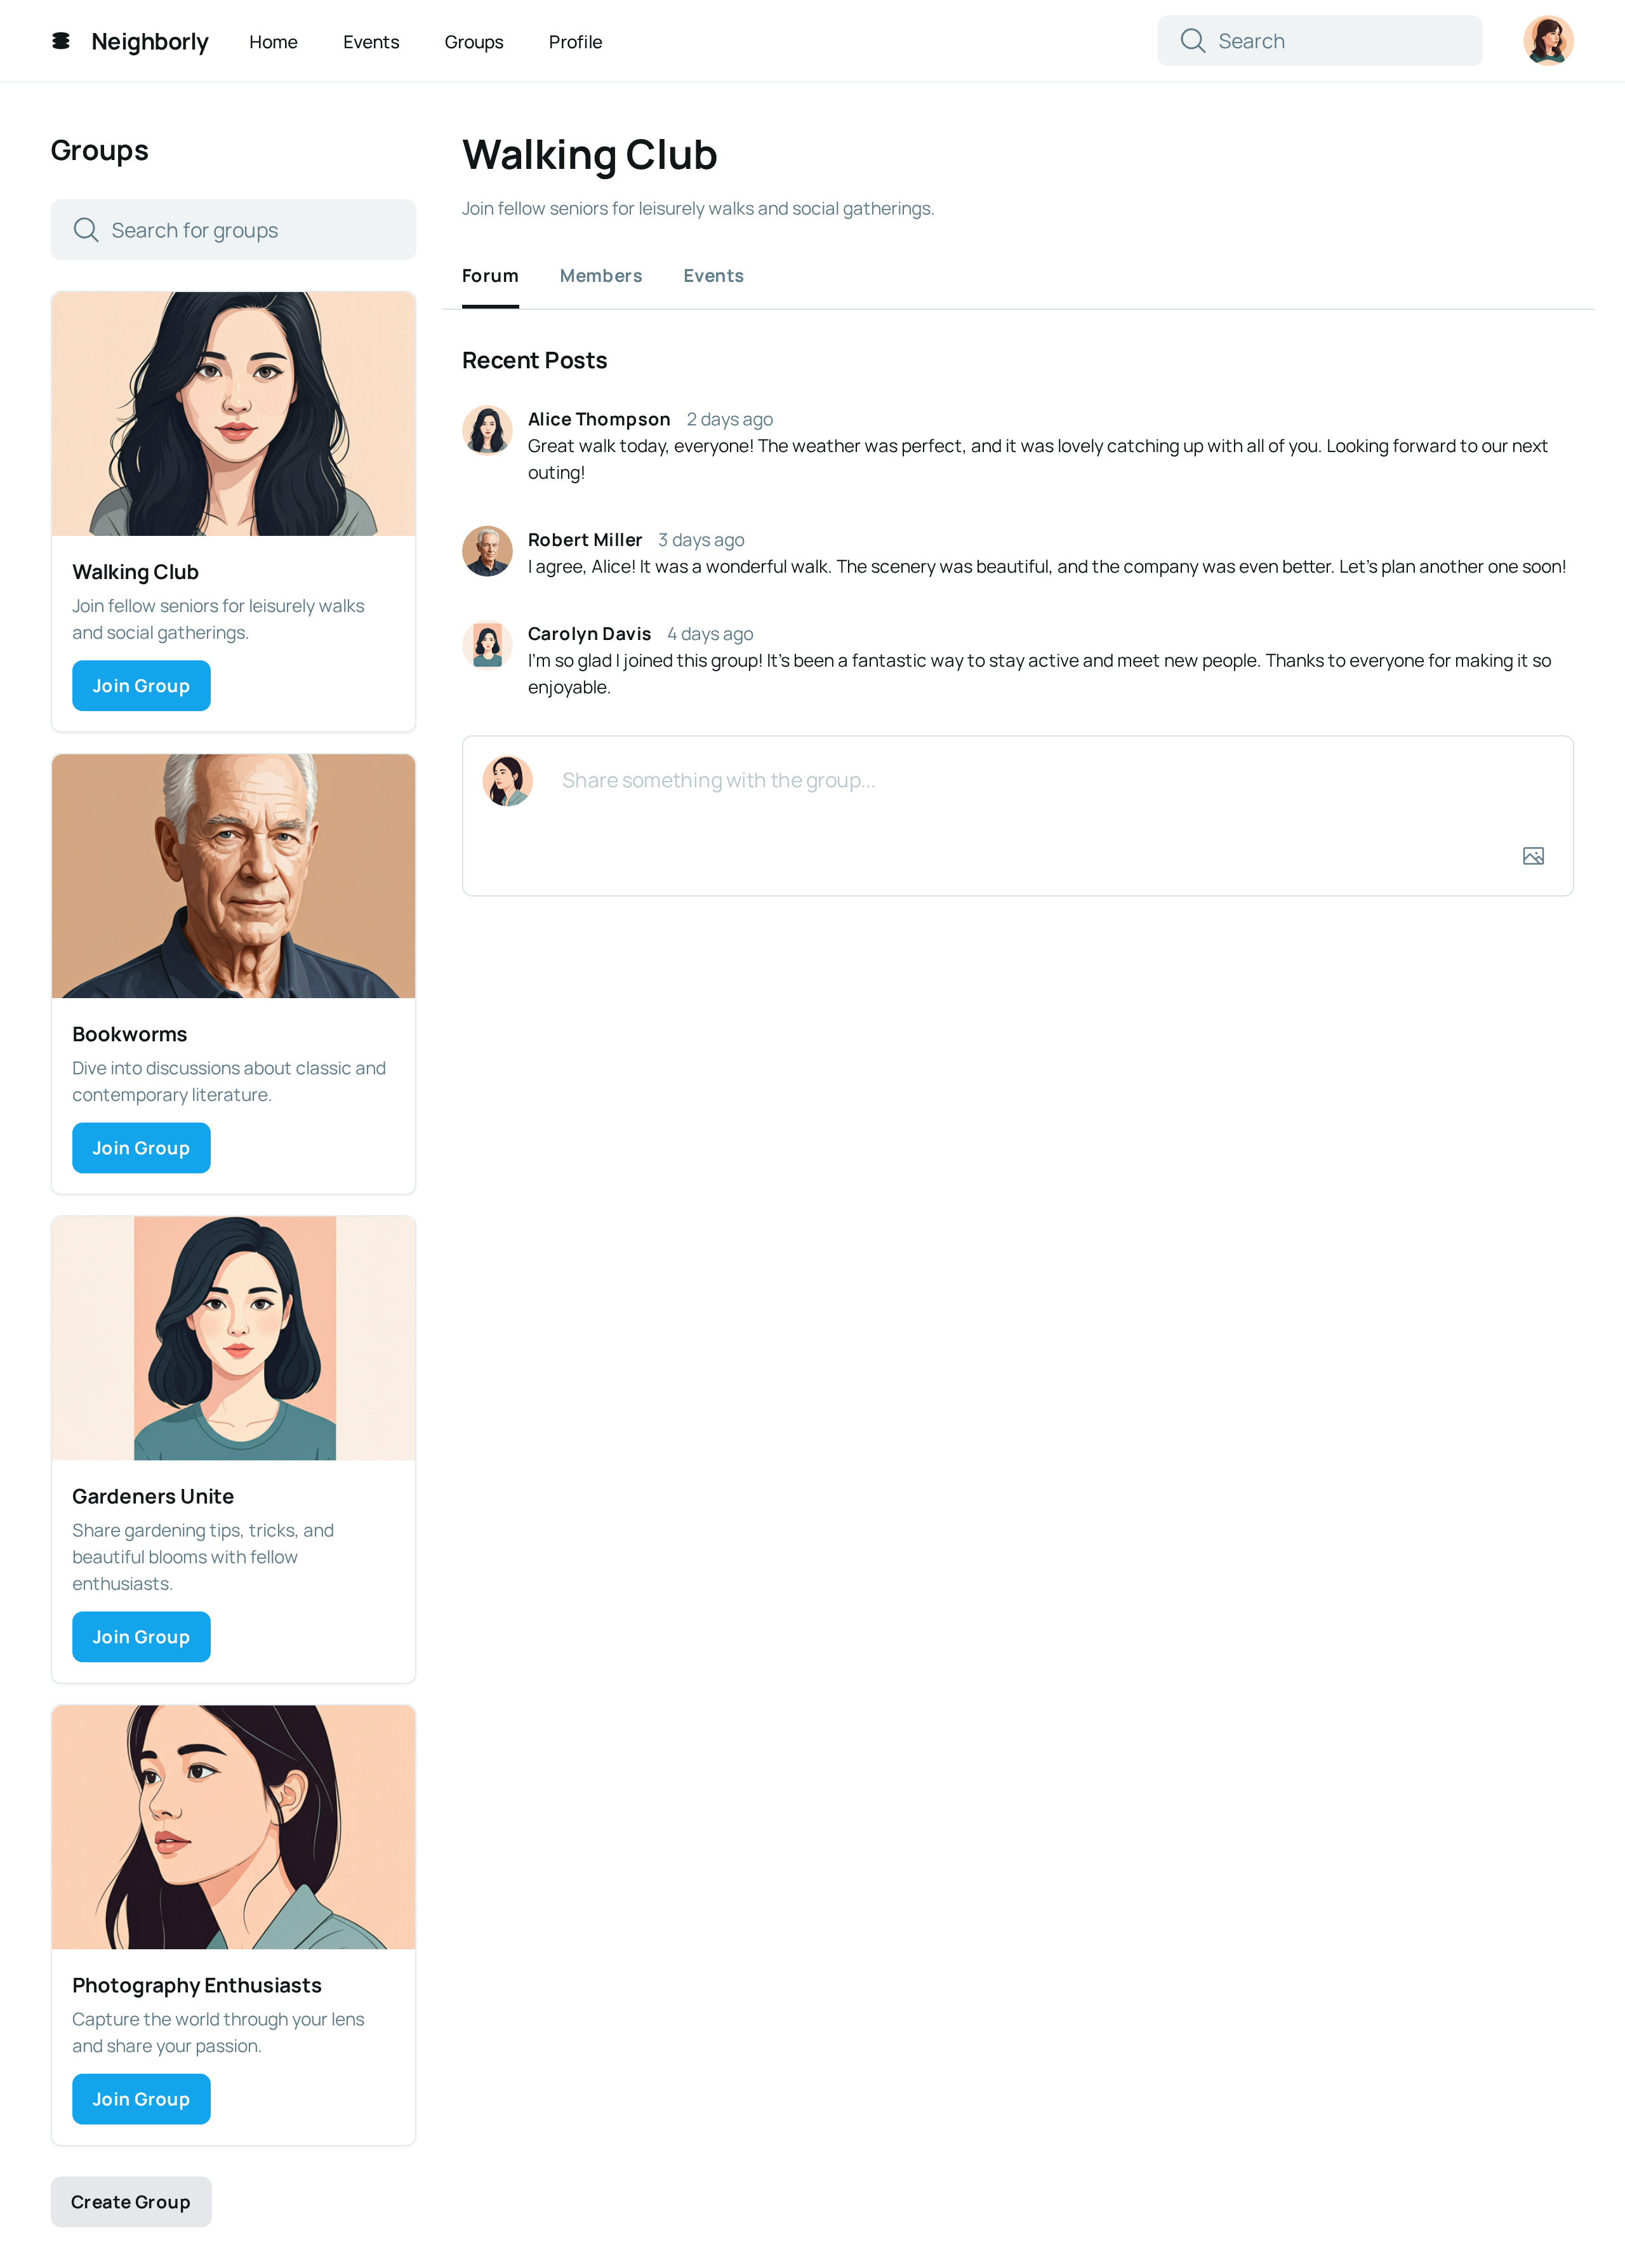 Neighborly
Home
Events
Groups
Profile
Search
Groups
Search for groups
Walking Club
Join fellow seniors for leisurely walks
and social gatherings.
Join Group
Bookworms
Dive into discussions about classic and
contemporary literature.
Join Group
Gardeners Unite
Share gardening tips, tricks, and
beautiful blooms with fellow
enthusiasts.
Join Group
Photography Enthusiasts
Capture the world through your lens
and share your passion.
Join Group
Create Group
Walking Club
Join fellow seniors for leisurely walks and social gatherings.
Forum
Members
Events
Recent Posts
Alice Thompson 2 days ago
Great walk today, everyone! The weather was perfect, and it was lovely catching up with all of you. Looking forward to our next
outing!
Robert Miller 3 days ago
I agree, Alice! It was a wonderful walk. The scenery was beautiful, and the company was even better. Let's plan another one soon!
Carolyn Davis 4 days ago
I'm so glad I joined this group! It's been a fantastic way to stay active and meet new people. Thanks to everyone for making it so
enjoyable.
Share something with the group...